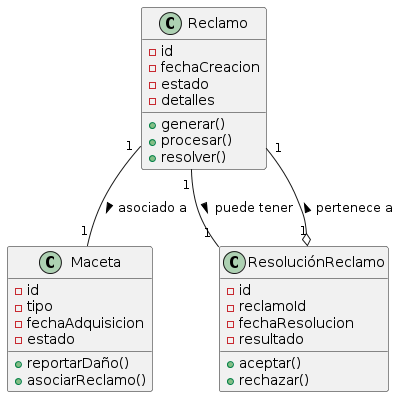 C Reclamo
id
fechaCreacion
estado
detalles
generar()
procesar()
resolver()
1
1
1
asociado a
puede tener
pertenece a
1
1
1
C Maceta
id
tipo
fechaAdquisicion
estado
reportarDaño()
asociarReclamo()
C ResoluciónReclamo
id
reclamoId
fechaResolucion
resultado
aceptar()
rechazar()